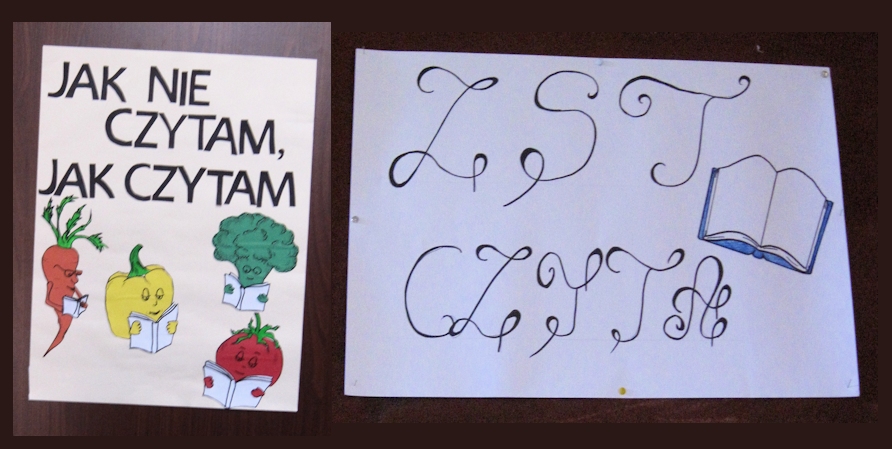 JAK NIE
CZYTAM,
JAK CZYTAM
ZST
CZYTA